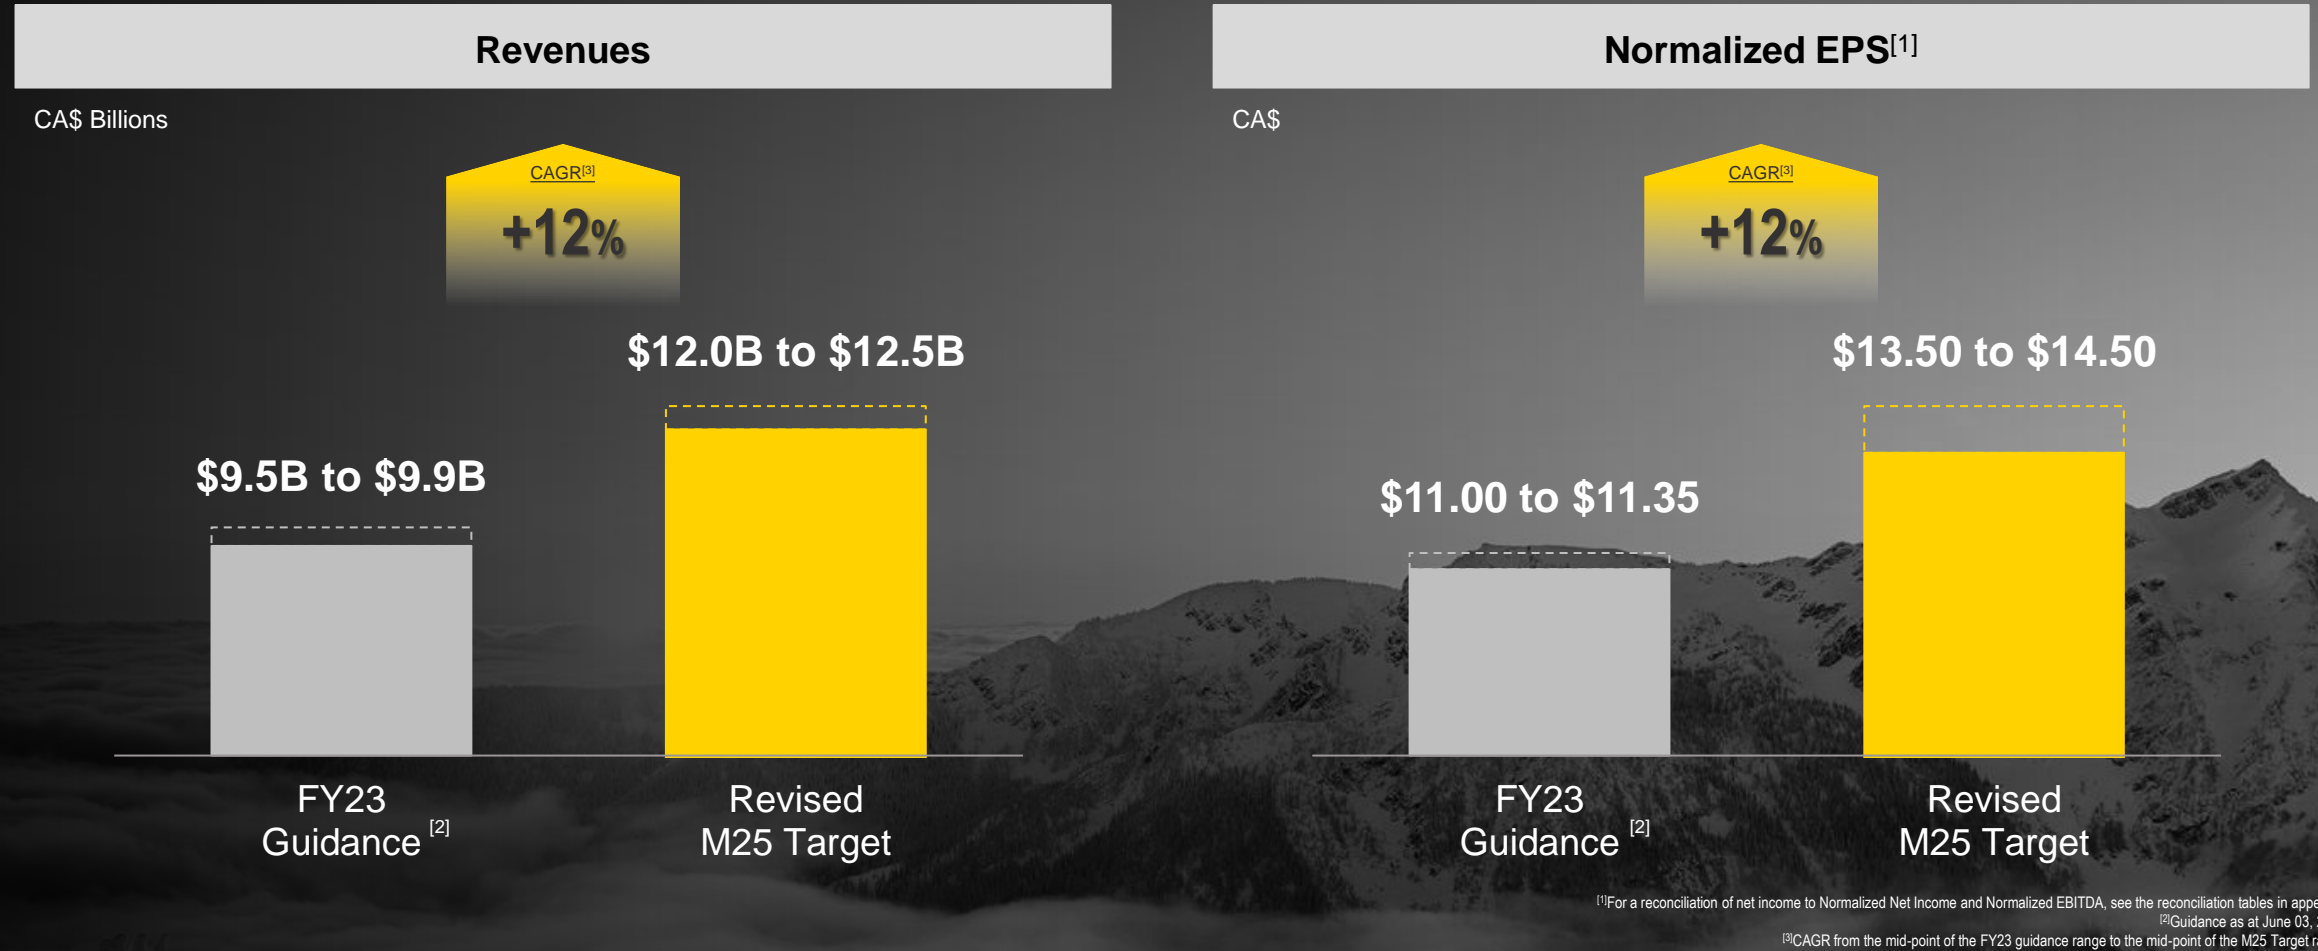 Revenues
CA$ Billions
CAGR[3]
+12%
$12.0B to $12.5B
$9.5B to $9.9B
FY23
Guidance [2]
Revised
M25 Target
Normalized EPS[1]
CA$
CAGR[3]
+12%
$13.50 to $14.50
$11.00 to $11.35
FY23
Guidance [2]
Revised
M25 Target
[1]For a reconciliation of net income to Normalized Net Income and Normalized EBITDA, see the reconciliation tables in
[2]Guidance as at June 03,
[3]CAGR from the mid-point of the FY23 guidance range to the mid-point of the M25 Target